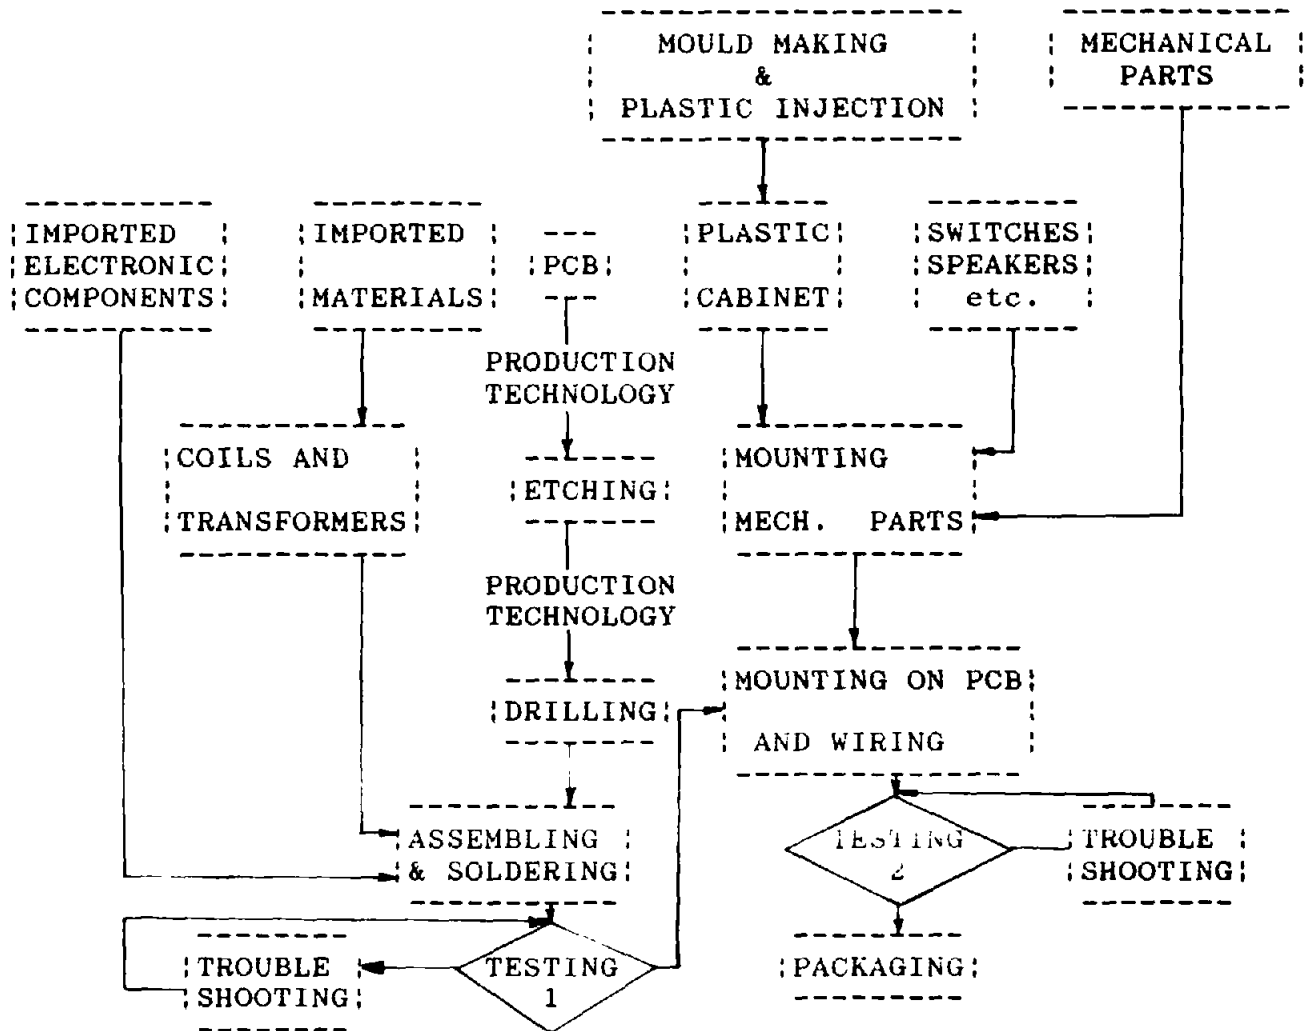 MOULD MAKING
&
PLASTIC INJECTION
MECHANICAL
PARTS
IMPORTED
ELECTRONIC
COMPONENTS
IMPORTED
MATERIALS
PCB
PLASTIC
CABINET
SWITCHES
SPEAKERS
etc.
PRODUCTION
TECHNOLOGY
COILS AND
TRANSFORMERS
ETCHING
MOUNTING
MECH. PARTS
PRODUCTION
TECHNOLOGY
DRILLING
MOUNTING ON PCB
AND WIRING
ASSEMBLING
& SOLDERING
TESTING
2
TROUBLE
SHOOTING
TROUBLE
SHOOTING
TESTING
1
PACKAGING